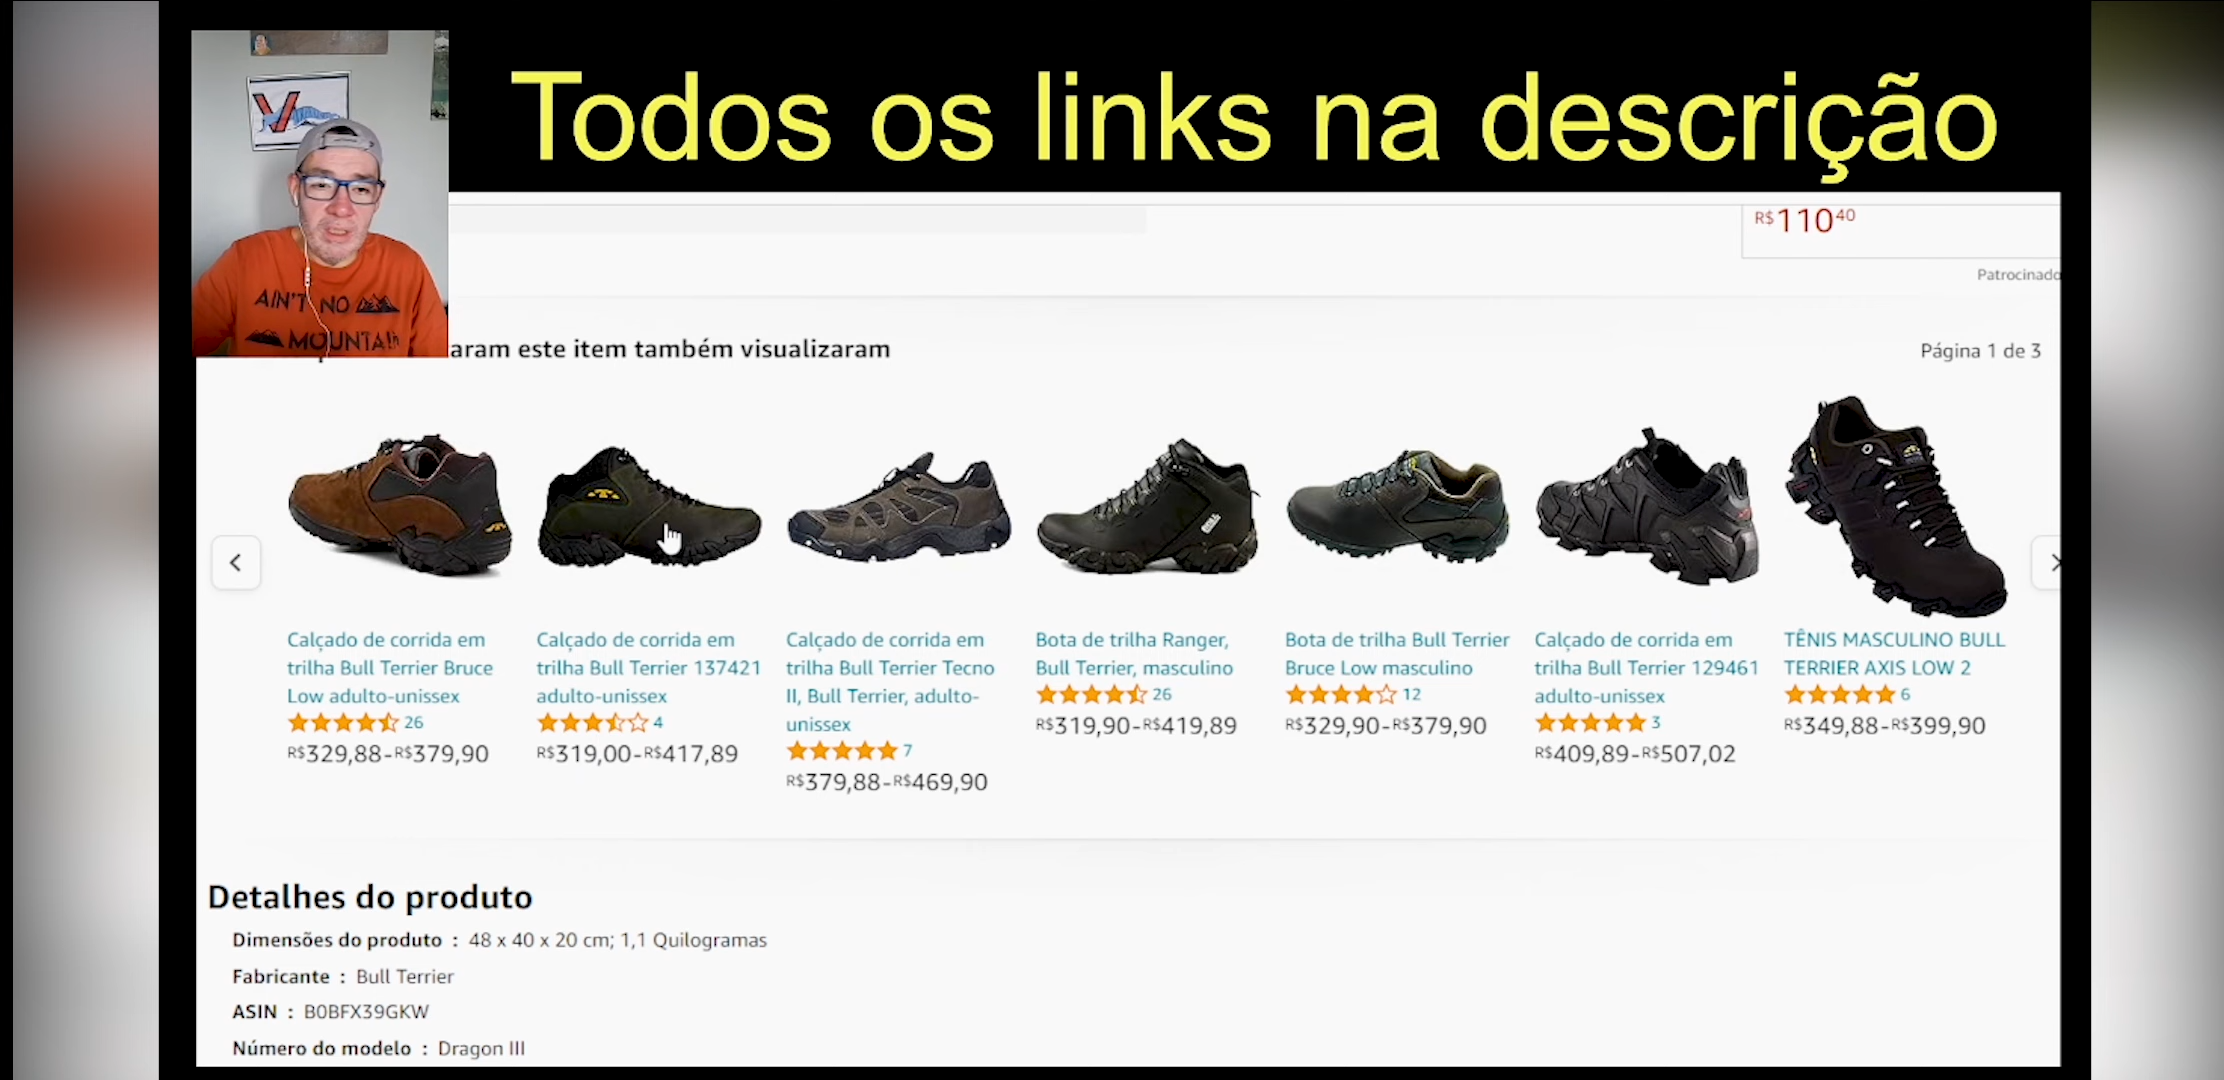 Todos os links na descrição
AIN'T NO
MOUNTAIN
R$110⁴⁰
Patrocinado
aram este item também visualizaram
Página 1 de 3
Calçado de corrida em
trilha Bull Terrier Bruce
Low adulto-unissex
26
R$329,88-R$379,90
Calçado de corrida em
trilha Bull Terrier 137421
adulto-unissex
4
R$319,00-R$417,89
Calçado de corrida em
trilha Bull Terrier Tecno
II, Bull Terrier, adulto-
unissex
7
R$379,88-R$469,90
Bota de trilha Ranger,
Bull Terrier, masculino
26
R$319,90-R$419,89
Bota de trilha Bull Terrier
Bruce Low masculino
12
R$329,90-R$379,90
Calçado de corrida em
trilha Bull Terrier 129461
adulto-unissex
3
R$409,89-R$507,02
TÊNIS MASCULINO BULL
TERRIER AXIS LOW 2
6
R$349,88-R$399,90
Detalhes do produto
Dimensões do produto : 48 x 40 x 20 cm; 1,1 Quilogramas
Fabricante : Bull Terrier
ASIN : B0BFX39GKW
Número do modelo : Dragon III